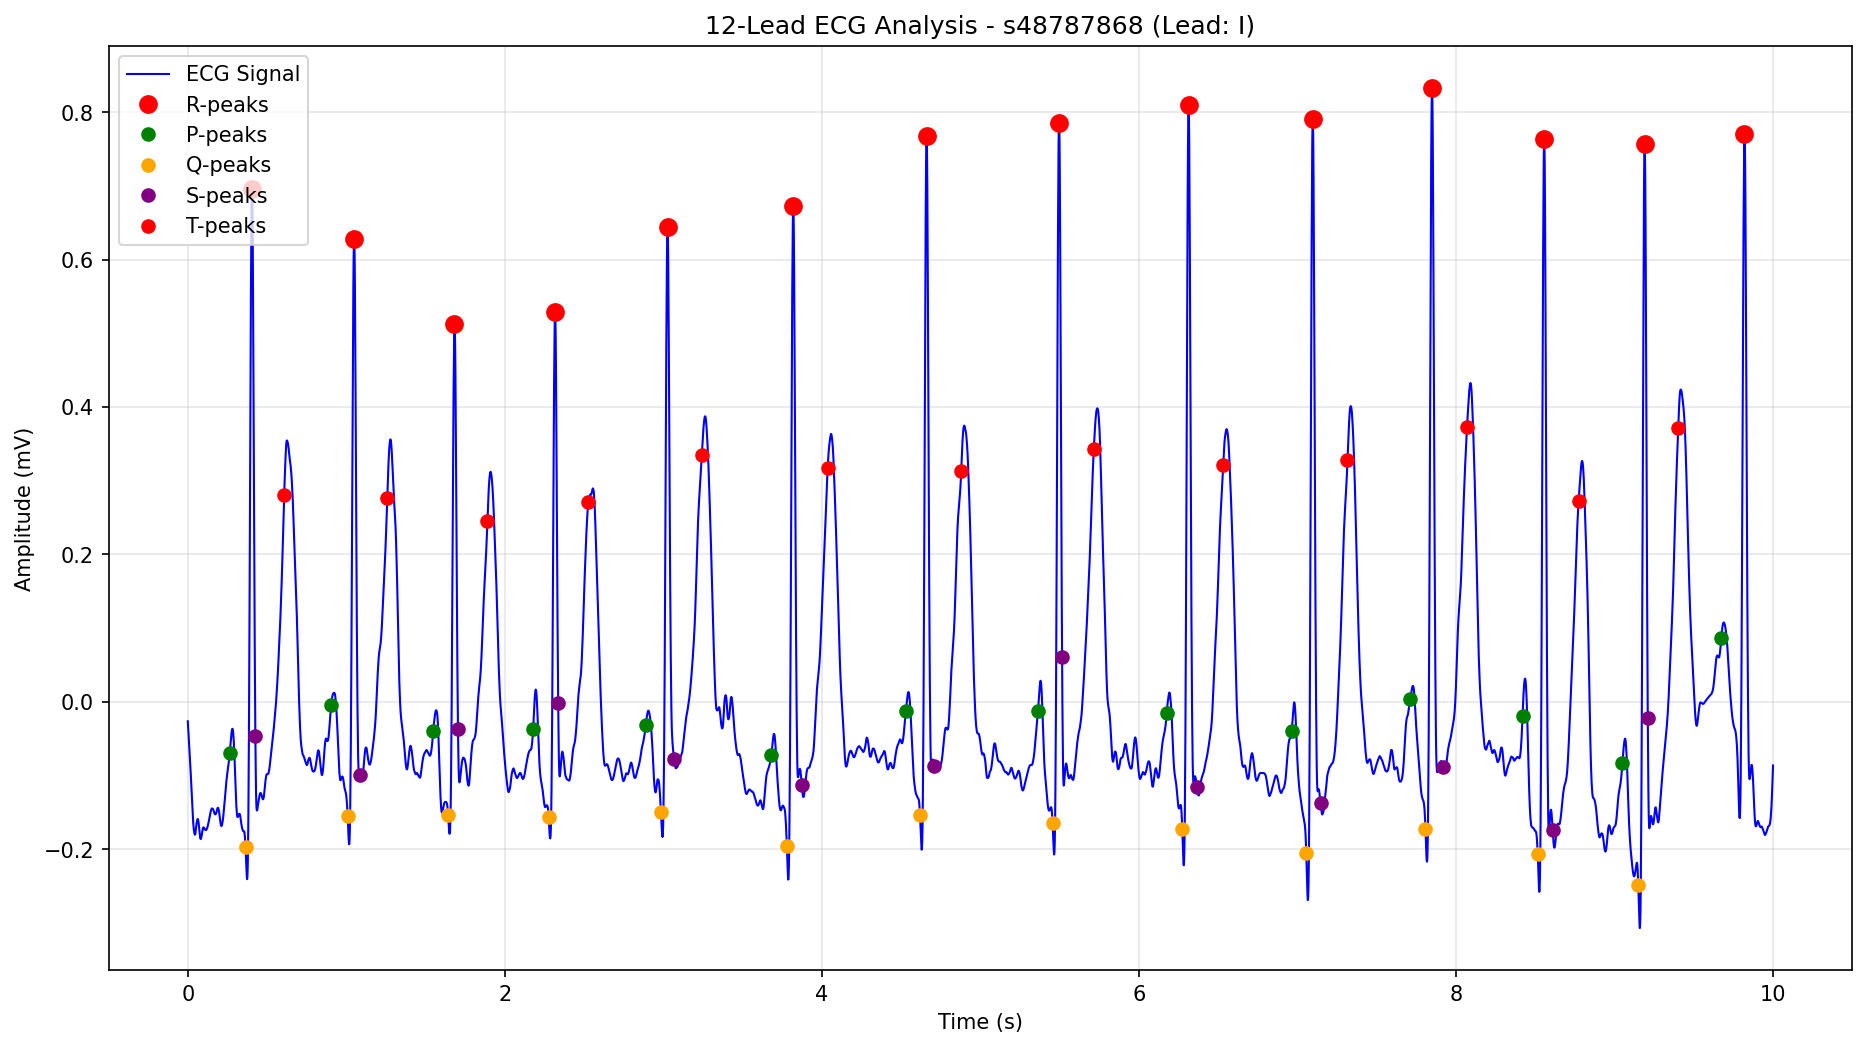 12-Lead ECG Analysis - s48787868 (Lead: I)
ECG Signal
R-peaks
P-peaks
Q-peaks
S-peaks
T-peaks
Amplitude (mV)
0.8
0.6
0.4
0.2
0.0
−0.2
0 2 4 6 8 10
Time (s)